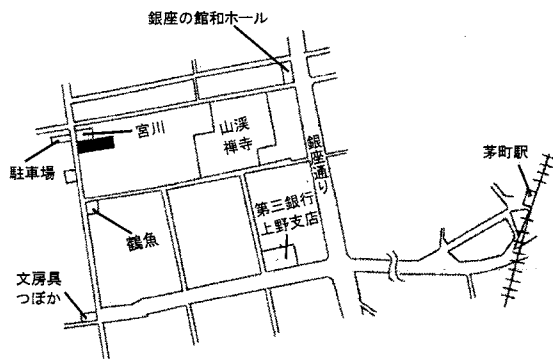 銀座の館和ホール
宮川
山渓
禅寺
駐車場
銀座通り
茅町駅
第三銀行
上野支店
鶴魚
文房具
つぼか